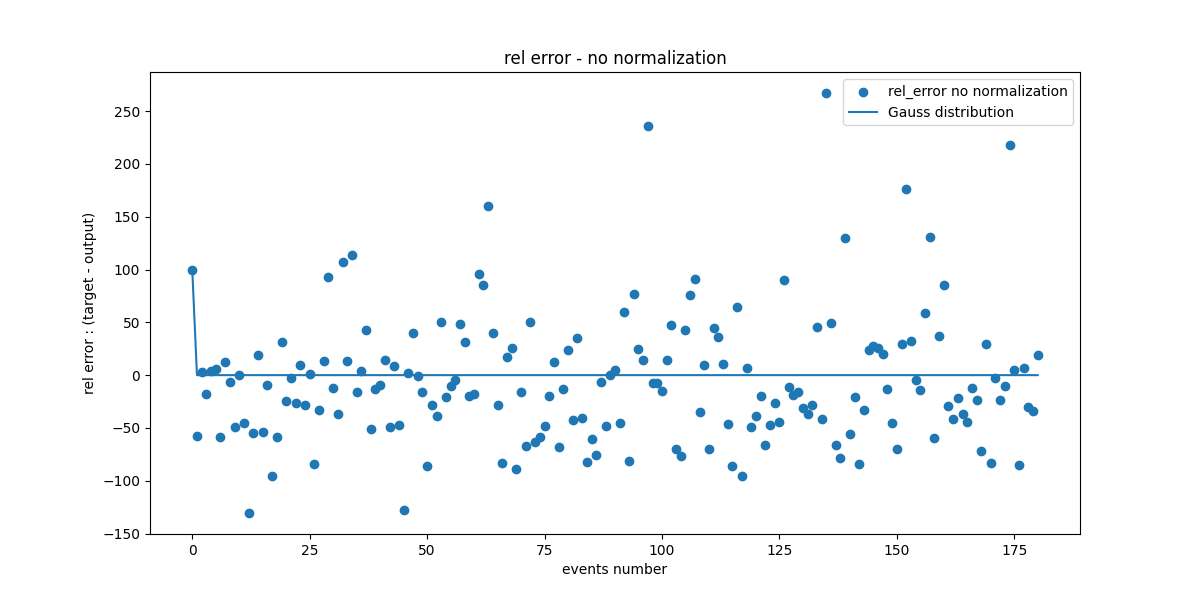 rel error - no normalization
rel_error no normalization
Gauss distribution
rel error : (target - output)
250
200
150
100
50
0
−50
−100
−150
0 25 50 75 100 125 150 175
events number